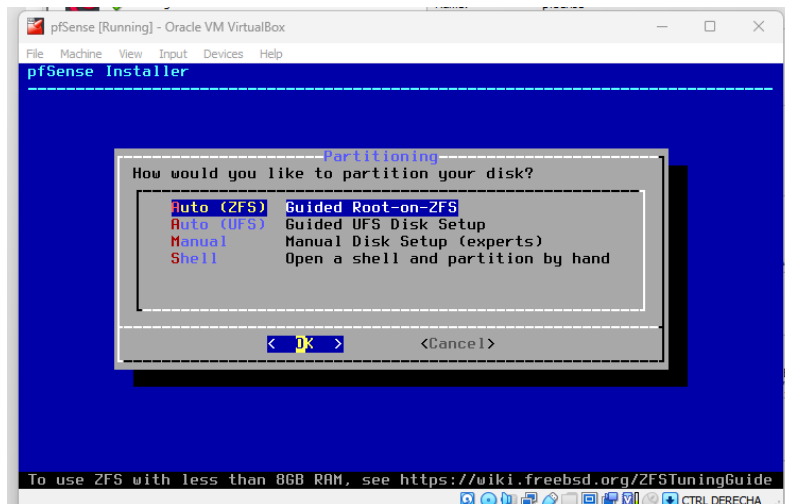 pfSense [Running] - Oracle VM VirtualBox
File Machine View Input Devices Help
pfSense Installer
Partitioning
How would you like to partition your disk?
Auto (ZFS) Guided Root-on-ZFS
Auto (UFS) Guided UFS Disk Setup
Manual Manual Disk Setup (experts)
Shell Open a shell and partition by hand
< OK > <Cancel>
To use ZFS with less than 8GB RAM, see https://wiki.freebsd.org/ZFSTuningGuide
CTRL DERECHA